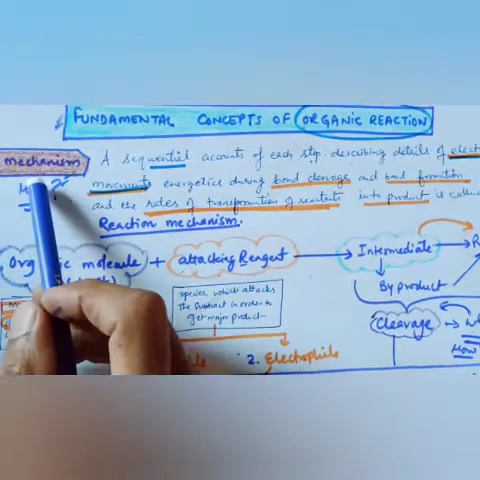 FUNDAMENTAL CONCEPTS OF ORGANIC REACTION
mechanism
A sequential accounts of each step, describing details of elect
movements energetics during bond cleavage and bond formation
and the rates of transformation of reactants into product is calle
Reaction mechanism.
Organic molecule + attacking Reagent Intermediate
By product
species, which attacks
the substract in order to
get major product
Cleavage
How
2. Electrophile